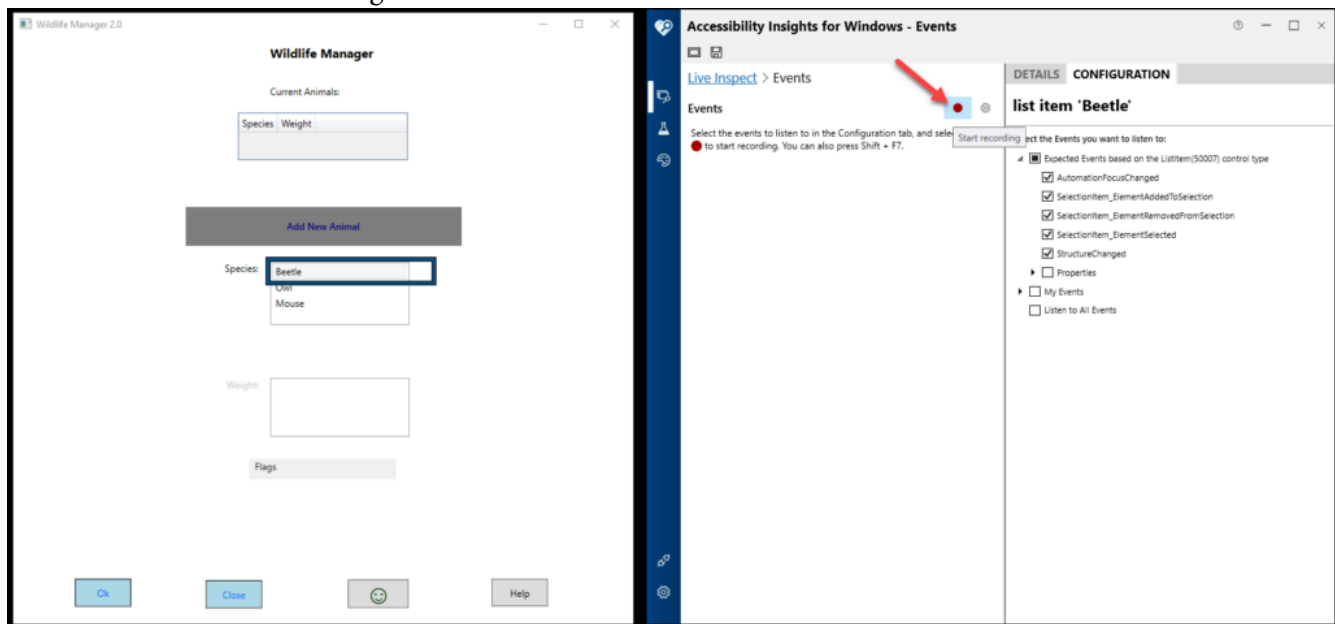 Wildlife Manager 2.0
Wildlife Manager
Current Animals:
Species Weight
Add New Animal
Species:
Beetle
Owl
Mouse
Weight:
Flags
Ok
Close
Help
Accessibility Insights for Windows - Events
Live Inspect > Events
Events
Select the events to listen to in the Configuration tab, and sele
to start recording. You can also press Shift + F7.
Start recording
DETAILS CONFIGURATION
list item 'Beetle'
ect the Events you want to listen to:
Expected Events based on the ListItem(50007) control type
AutomationFocusChanged
SelectionItem_ElementAddedToSelection
SelectionItem_ElementRemovedFromSelection
SelectionItem_ElementSelected
StructureChanged
Properties
My Events
Listen to All Events